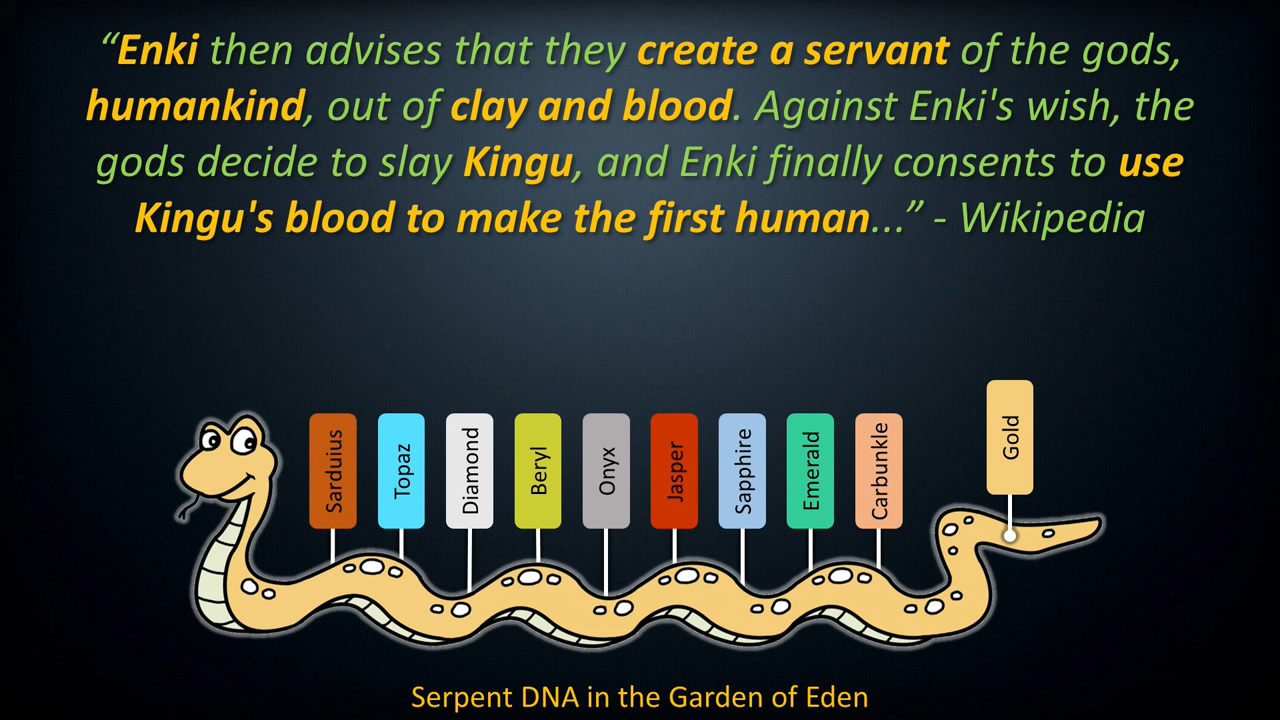 “Enki then advises that they create a servant of the gods,
humankind, out of clay and blood. Against Enki's wish, the
gods decide to slay Kingu, and Enki finally consents to use
Kingu's blood to make the first human...” - Wikipedia
Sarduius
Topaz
Diamond
Beryl
Onyx
Jasper
Sapphire
Emerald
Carbunkle
Gold
Serpent DNA in the Garden of Eden